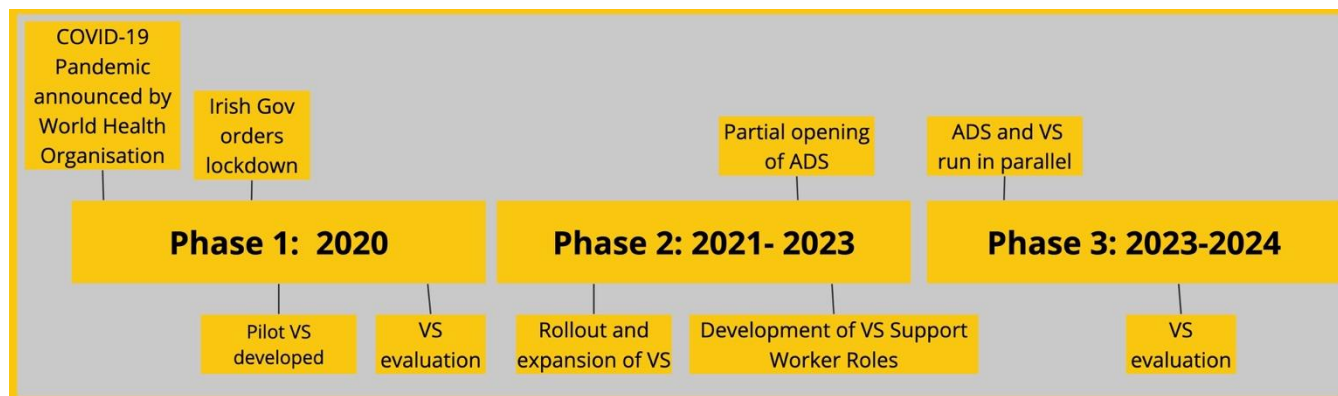 COVID-19
Pandemic
announced by
World Health
Organisation
Irish Gov
orders
lockdown
Partial opening
of ADS
ADS and VS
run in parallel
Phase 1:  2020
Phase 2: 2021- 2023
Phase 3: 2023-2024
Pilot VS
developed
VS
evaluation
Rollout and
expansion of VS
Development of VS Support
Worker Roles
VS
evaluation